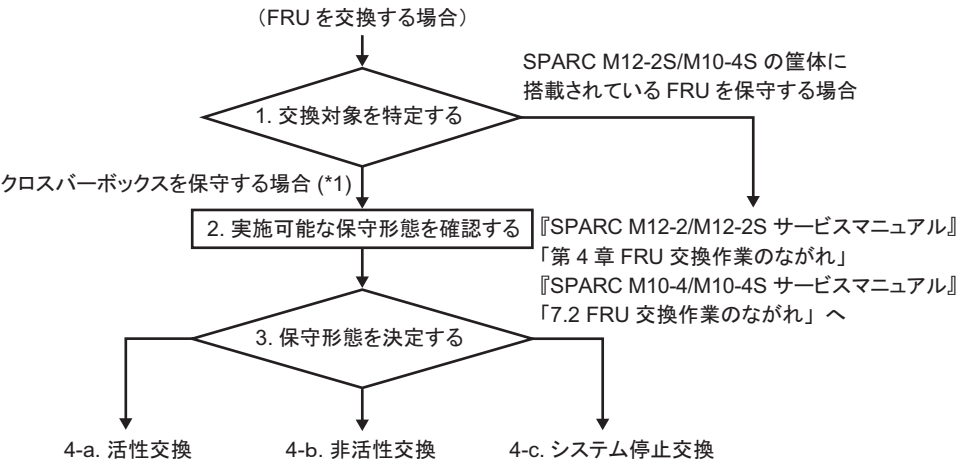 （FRU を交換する場合）
SPARC M12-2S/M10-4S の筐体に
搭載されている FRU を保守する場合
1. 交換対象を特定する
クロスバーボックスを保守する場合 (*1)
2. 実施可能な保守形態を確認する
『SPARC M12-2/M12-2S サービスマニュアル』
「第 4 章 FRU 交換作業のながれ」
『SPARC M10-4/M10-4S サービスマニュアル』
「7.2 FRU 交換作業のながれ」へ
3. 保守形態を決定する
4-a. 活性交換
4-b. 非活性交換
4-c. システム停止交換